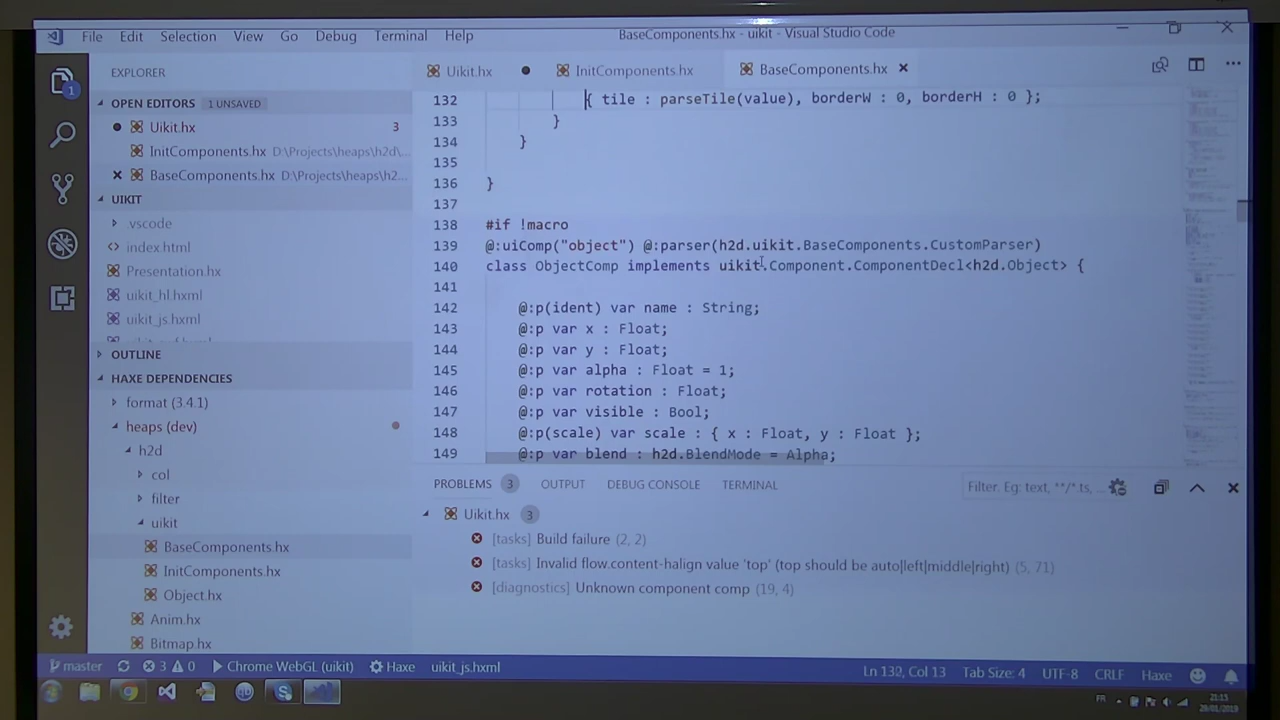 File Edit Selection View Go Debug Terminal Help
BaseComponents.hx - uikit - Visual Studio Code
EXPLORER
OPEN EDITORS 1 UNSAVED
Uikit.hx 3
InitComponents.hx D:\Projects\heaps\h2d\...
BaseComponents.hx D:\Projects\heaps\h2...
UIKIT
vscode
index.html
Presentation.hx
uikit_hl.hxml
uikit_js.hxml
OUTLINE
HAXE DEPENDENCIES
format (3.4.1)
heaps (dev)
h2d
col
filter
uikit
BaseComponents.hx
InitComponents.hx
Object.hx
Anim.hx
Bitmap.hx
1
Uikit.hx
InitComponents.hx
BaseComponents.hx
132 { tile : parseTile(value), borderW : 0, borderH : 0 };
133 }
134 }
135
136 }
137
138 #if !macro
139 @:uiComp("object") @:parser(h2d.uikit.BaseComponents.CustomParser)
140 class ObjectComp implements uikit.Component.ComponentDecl<h2d.Object> {
141
142 @:p(ident) var name : String;
143 @:p var x : Float;
144 @:p var y : Float;
145 @:p var alpha : Float = 1;
146 @:p var rotation : Float;
147 @:p var visible : Bool;
148 @:p(scale) var scale : { x : Float, y : Float };
149 @:p var blend : h2d.BlendMode = Alpha;
PROBLEMS 3 OUTPUT DEBUG CONSOLE TERMINAL
Filter. Eg: text, **/*.ts, ...
Uikit.hx 3
[tasks] Build failure (2, 2)
[tasks] Invalid flow.content-halign value 'top' (top should be auto|left|middle|right) (5, 71)
[diagnostics] Unknown component comp (19, 4)
master 3 0 Chrome WebGL (uikit) Haxe uikit_js.hxml
Col 13 Tab Size: 4 UTF-8 CRLF Haxe
FR
21:15
29/01/2019